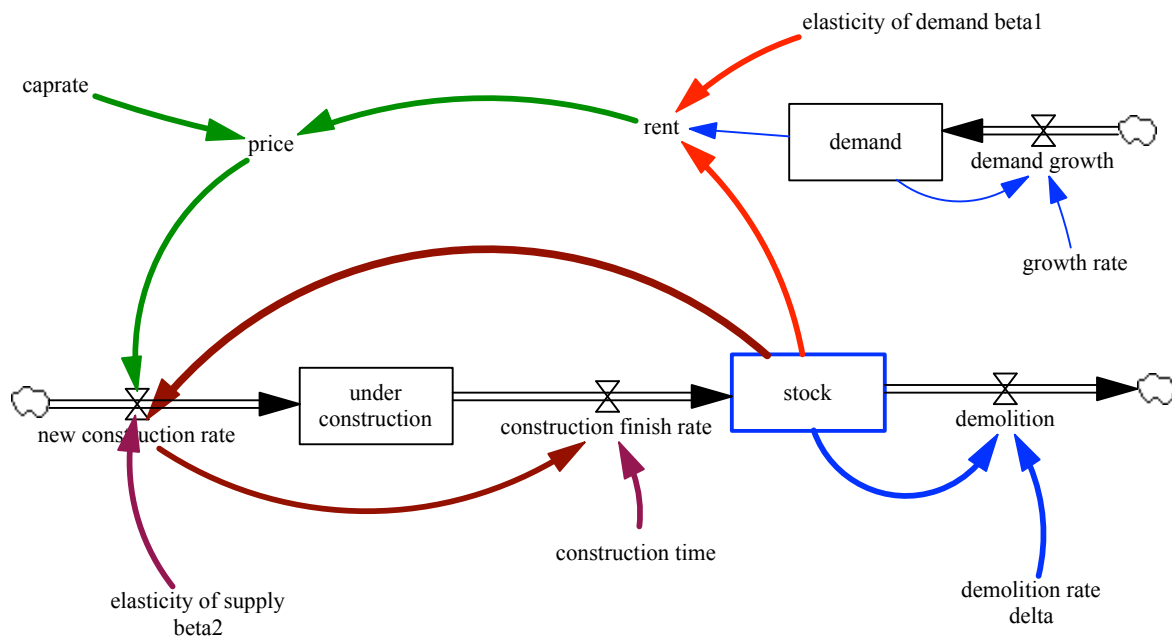 elasticity of demand beta1
caprate
rent
price
demand
demand growth
growth rate
under
construction
stock
new construction rate
construction finish rate
demolition
construction time
elasticity of supply
beta2
demolition rate
delta